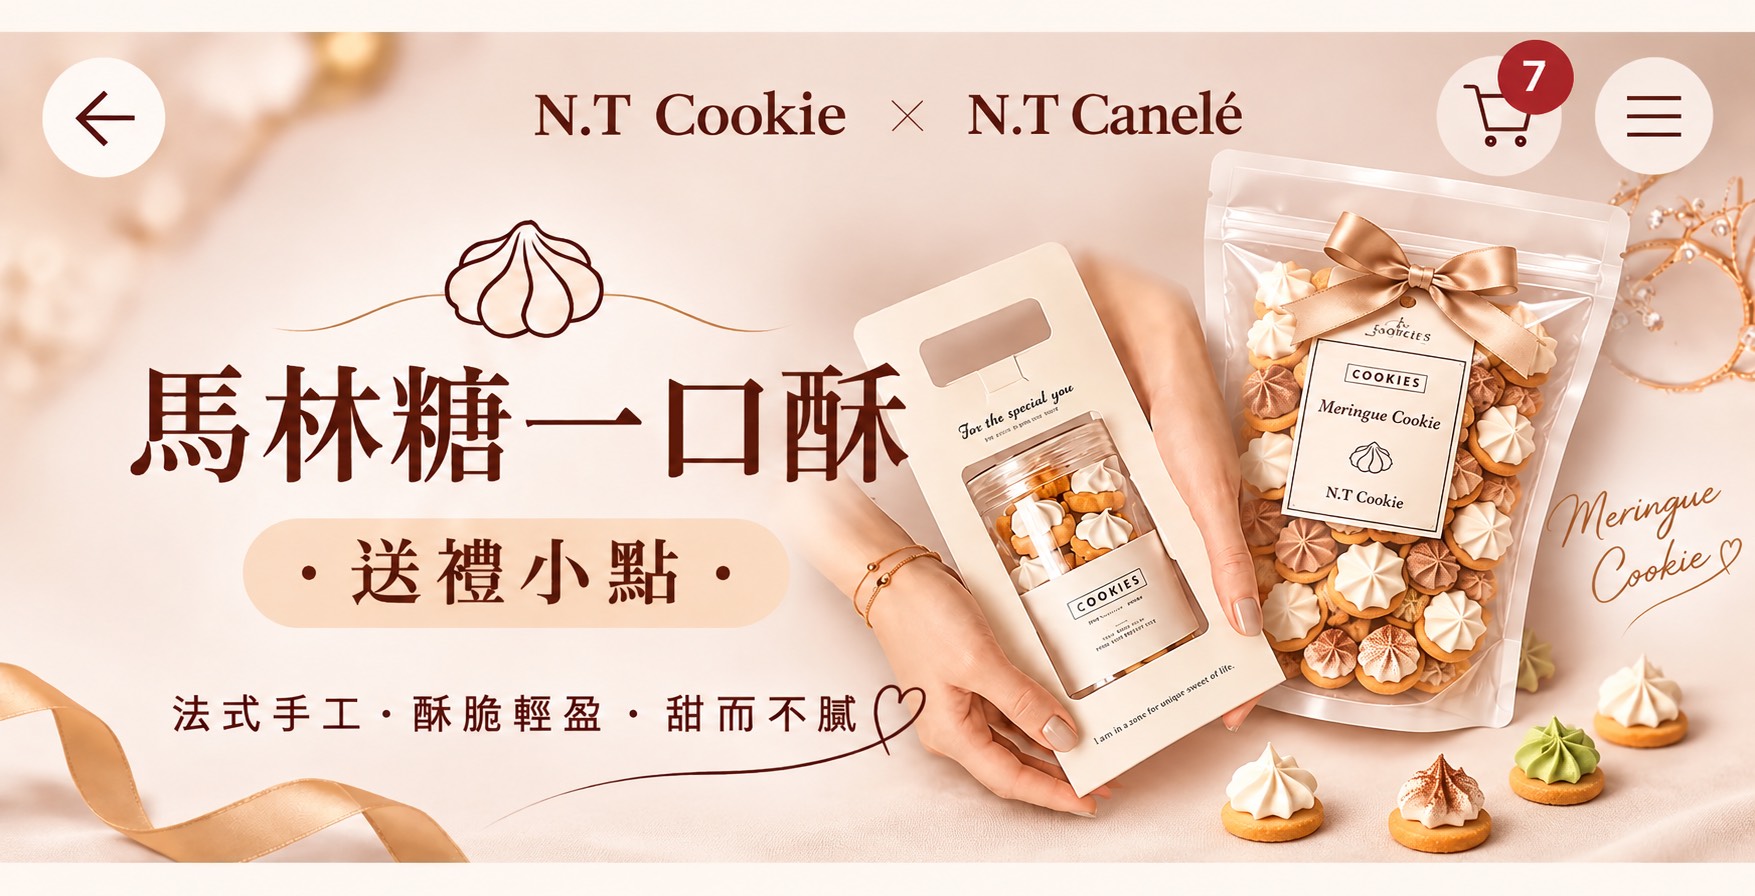 N.T Cookie × N.T Canelé
7
馬林糖一口酥
·送禮小點·
法式手工·酥脆輕盈·甜而不膩
For the special you
COOKIES
I am in a zone for unique sweet of life.
COOKIES
Meringue Cookie
N.T Cookie
Meringue
Cookie